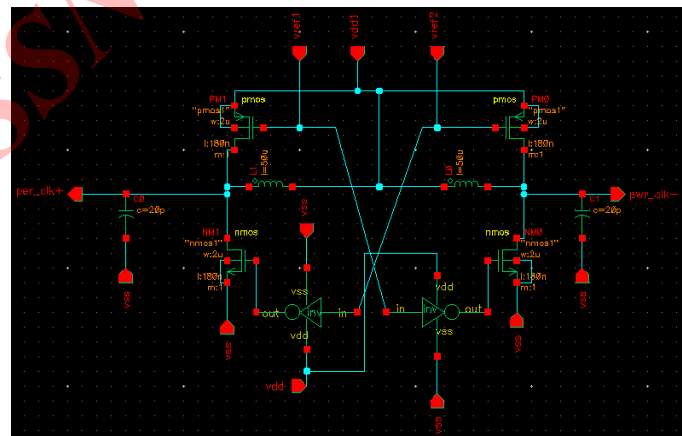 SSN
vref1
vdd1
vref2
PM1
pmos
"pmos1"
w:2u
l:180n
m:1
pmos
PM0
"pmos1"
w:2u
l:180n
m:1
L1
l=50u
L0
l=50u
pwr_clk+
C0
c=20p
vss
C1
c=20p
pwr_clk-
vss
NM1
nmos
"nmos1"
w:2u
l:180n
m:1
vss
nmos
NM0
"nmos1"
w:2u
l:180n
m:1
vss
vss
vss
out
inv
in
vdd
vdd
in
inv
out
vss
vdd
vss